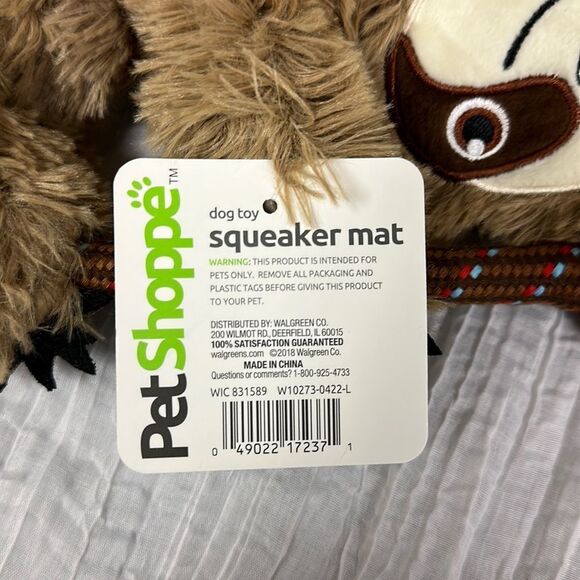 PetShoppe™
dog toy
squeaker mat
WARNING: THIS PRODUCT IS INTENDED FOR
PETS ONLY. REMOVE ALL PACKAGING AND
PLASTIC TAGS BEFORE GIVING THIS PRODUCT
TO YOUR PET.
DISTRIBUTED BY: WALGREEN CO.
200 WILMOT RD., DEERFIELD, IL 60015
100% SATISFACTION GUARANTEED
walgreens.com ©2018 Walgreen Co.
MADE IN CHINA
Questions or comments? 1-800-925-4733
WIC 831589 W10273-0422-L
0 49022 17237 1